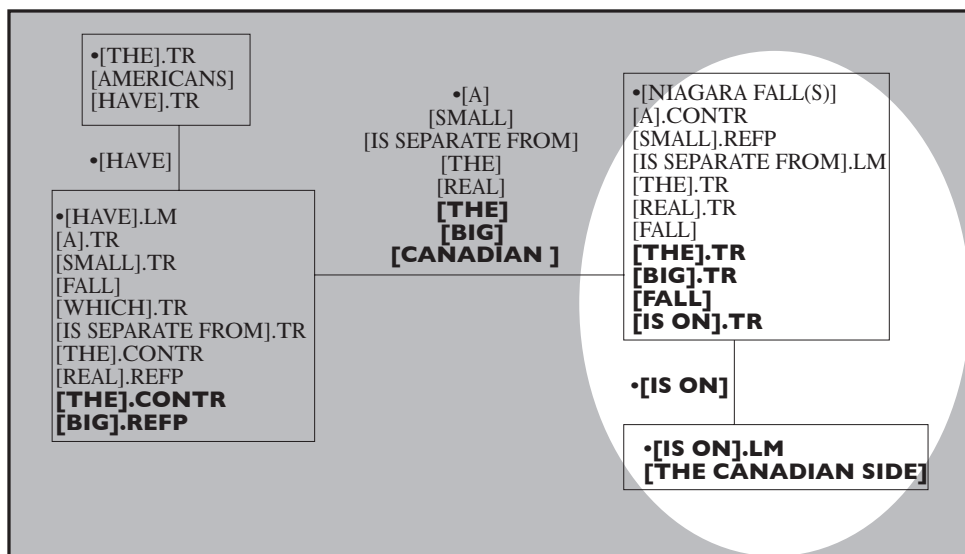 •[THE].TR
[AMERICANS]
[HAVE].TR
•[HAVE]
•[HAVE].LM
[A].TR
[SMALL].TR
[FALL]
[WHICH].TR
[IS SEPARATE FROM].TR
[THE].CONTR
[REAL].REFP
[THE].CONTR
[BIG].REFP
•[A]
[SMALL]
[IS SEPARATE FROM]
[THE]
[REAL]
[THE]
[BIG]
[CANADIAN ]
•[NIAGARA FALL(S)]
[A].CONTR
[SMALL].REFP
[IS SEPARATE FROM].LM
[THE].TR
[REAL].TR
[FALL]
[THE].TR
[BIG].TR
[FALL]
[IS ON].TR
•[IS ON]
•[IS ON].LM
[THE CANADIAN SIDE]